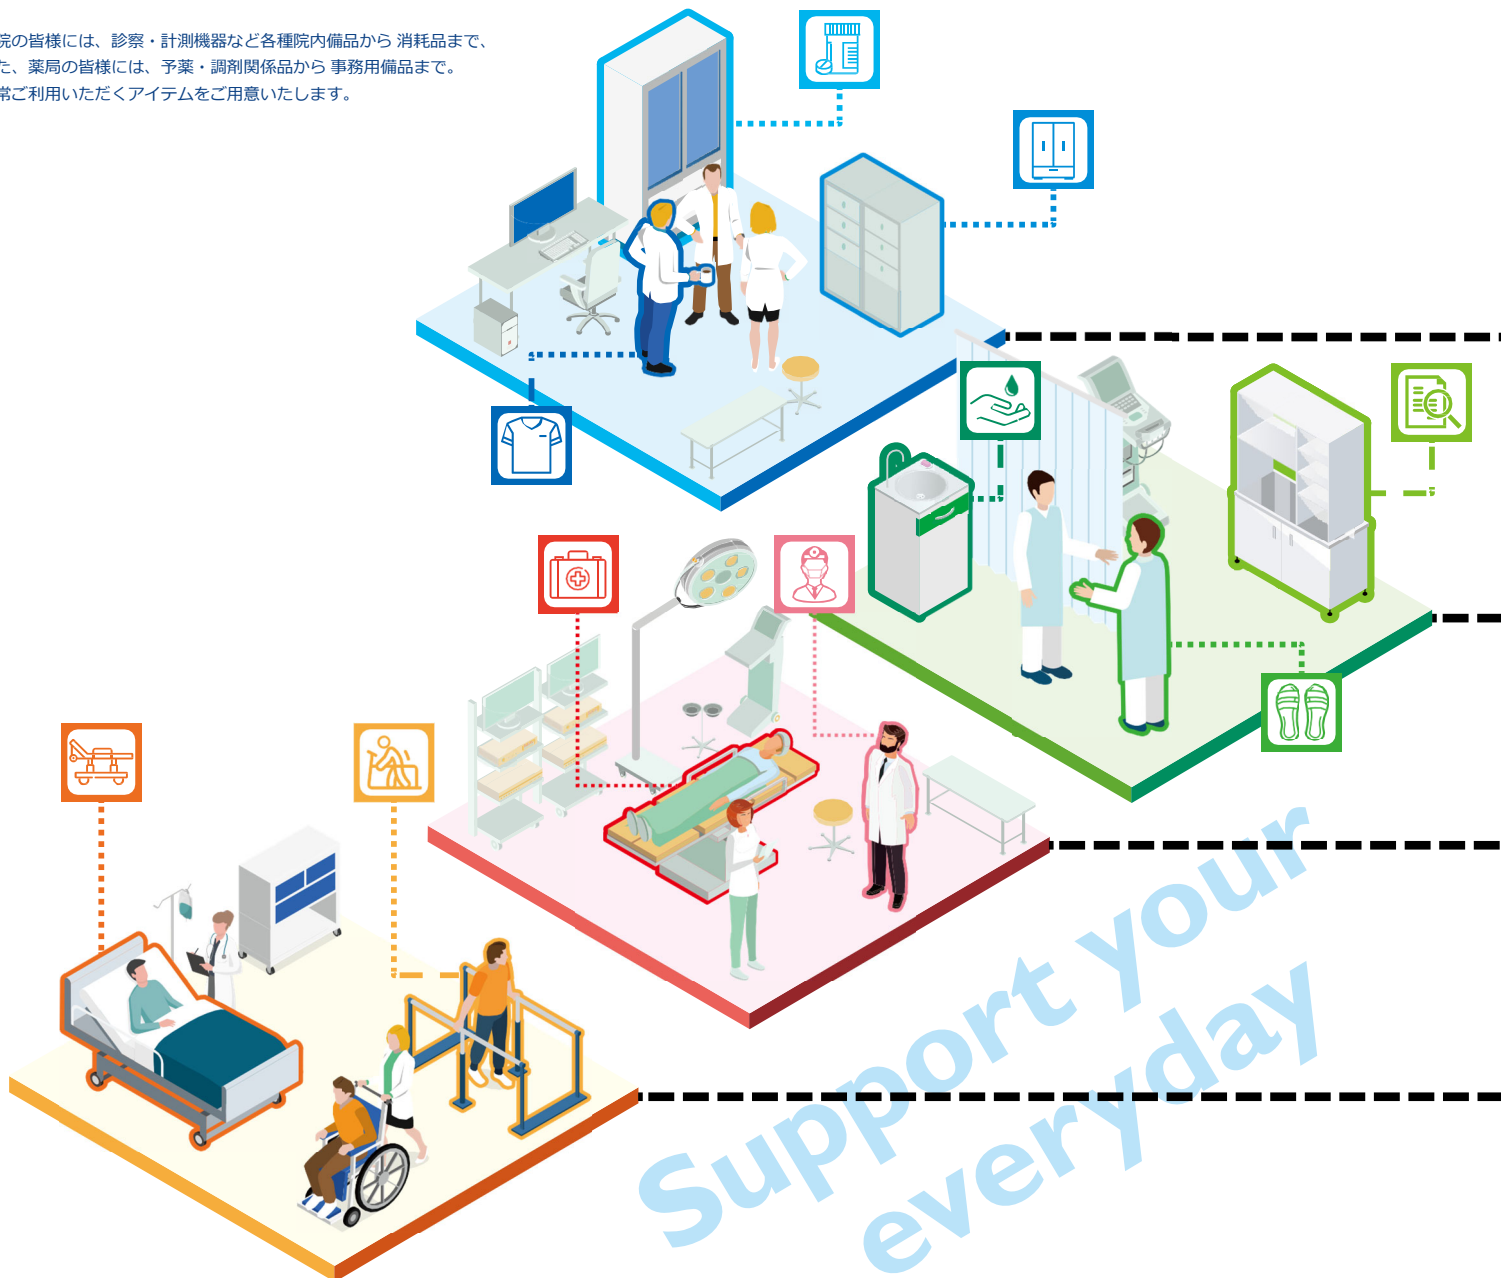 院の皆様には、診察・計測機器など各種院内備品から 消耗品まで、
た、薬局の皆様には、予薬・調剤関係品から 事務用備品まで。
常ご利用いただくアイテムをご用意いたします。
Support your
everyday